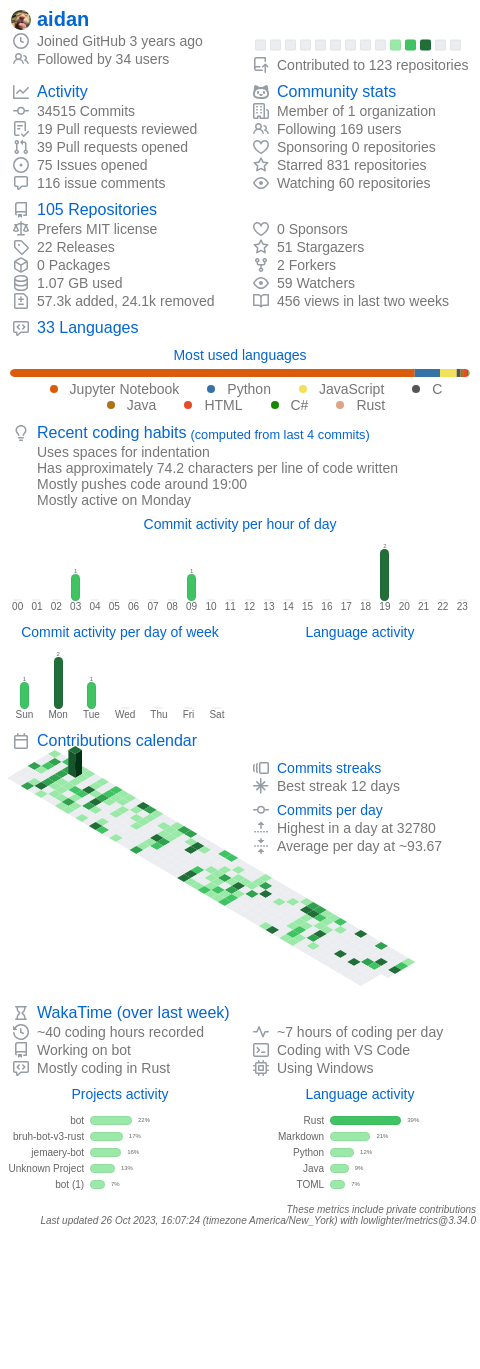 aidan
Joined GitHub 3 years ago
Followed by 34 users
Contributed to 123 repositories
Activity
34515 Commits
19 Pull requests reviewed
39 Pull requests opened
75 Issues opened
116 issue comments
Community stats
Member of 1 organization
Following 169 users
Sponsoring 0 repositories
Starred 831 repositories
Watching 60 repositories
105 Repositories
Prefers MIT license
22 Releases
0 Packages
1.07 GB used
57.3k added, 24.1k removed
0 Sponsors
51 Stargazers
2 Forkers
59 Watchers
456 views in last two weeks
33 Languages
Most used languages
Jupyter Notebook Python JavaScript C
Java HTML C# Rust
Recent coding habits (computed from last 4 commits)
Uses spaces for indentation
Has approximately 74.2 characters per line of code written
Mostly pushes code around 19:00
Mostly active on Monday
Commit activity per hour of day
1 1 2
00 01 02 03 04 05 06 07 08 09 10 11 12 13 14 15 16 17 18 19 20 21 22 23
Commit activity per day of week
1 2 1
Sun Mon Tue Wed Thu Fri Sat
Language activity
Contributions calendar
Commits streaks
Best streak 12 days
Commits per day
Highest in a day at 32780
Average per day at ~93.67
WakaTime (over last week)
~40 coding hours recorded
Working on bot
Mostly coding in Rust
~7 hours of coding per day
Coding with VS Code
Using Windows
Projects activity
bot 22%
bruh-bot-v3-rust 17%
jemaery-bot 16%
Unknown Project 13%
bot (1) 7%
Language activity
Rust 39%
Markdown 21%
Python 12%
Java 9%
TOML 7%
These metrics include private contributions
Last updated 26 Oct 2023, 16:07:24 (timezone America/New_York) with lowlighter/metrics@3.34.0